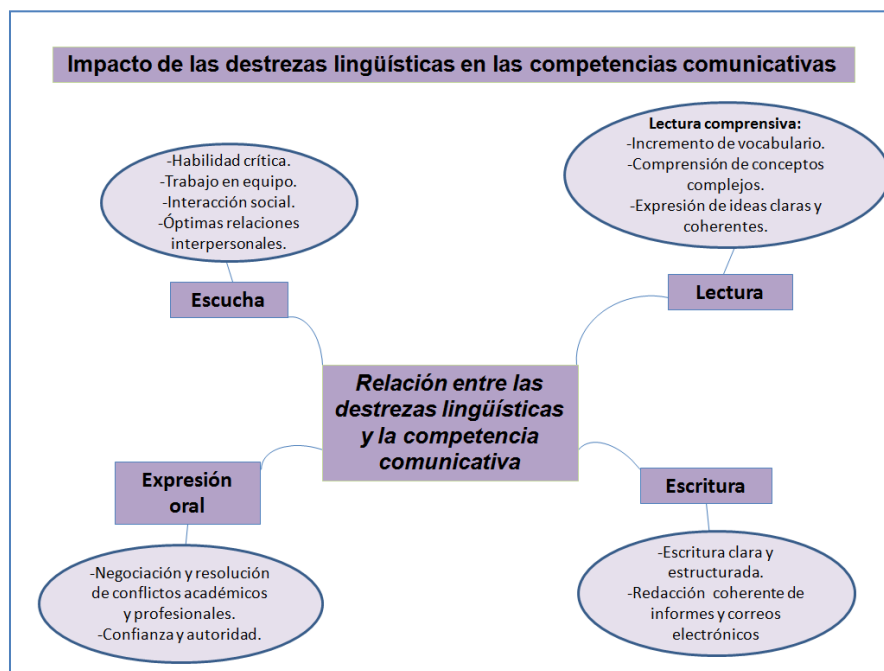 Impacto de las destrezas lingüísticas en las competencias comunicativas
-Habilidad crítica.
-Trabajo en equipo.
-Interacción social.
-Óptimas relaciones
interpersonales.
Escucha
Lectura comprensiva:
-Incremento de vocabulario.
-Comprensión de conceptos
complejos.
-Expresión de ideas claras y
coherentes.
Lectura
Relación entre las
destrezas lingüísticas
y la competencia
comunicativa
Expresión
oral
-Negociación y resolución
de conflictos académicos
y profesionales.
-Confianza y autoridad.
Escritura
-Escritura clara y
estructurada.
-Redacción coherente de
informes y correos
electrónicos